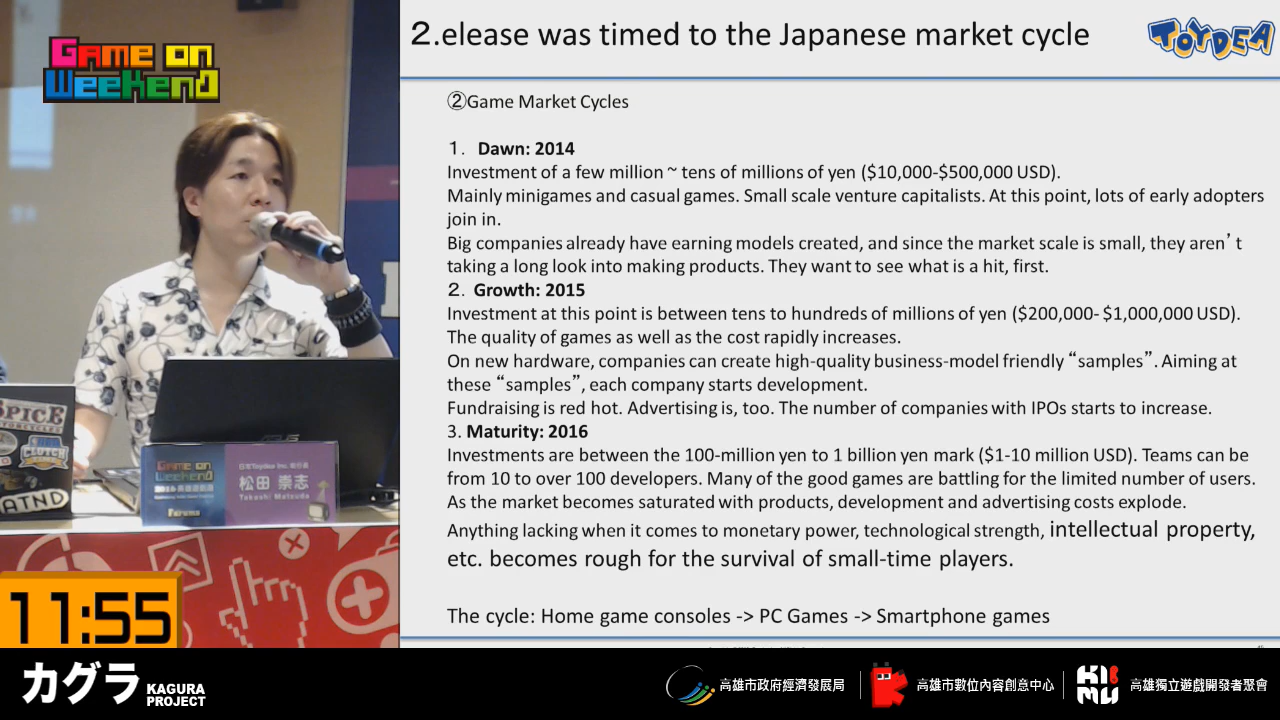 GAME ON
WEEKEND
2.elease was timed to the Japanese market cycle
TOYDEA
②Game Market Cycles
1. Dawn: 2014
Investment of a few million ~ tens of millions of yen ($10,000-$500,000 USD).
Mainly minigames and casual games. Small scale venture capitalists. At this point, lots of early adopters
join in.
Big companies already have earning models created, and since the market scale is small, they aren’t
taking a long look into making products. They want to see what is a hit, first.
2. Growth: 2015
Investment at this point is between tens to hundreds of millions of yen ($200,000- $1,000,000 USD).
The quality of games as well as the cost rapidly increases.
On new hardware, companies can create high-quality business-model friendly “samples”. Aiming at
these “samples”, each company starts development.
Fundraising is red hot. Advertising is, too. The number of companies with IPOs starts to increase.
3. Maturity: 2016
Investments are between the 100-million yen to 1 billion yen mark ($1-10 million USD). Teams can be
from 10 to over 100 developers. Many of the good games are battling for the limited number of users.
As the market becomes saturated with products, development and advertising costs explode.
Anything lacking when it comes to monetary power, technological strength, intellectual property,
etc. becomes rough for the survival of small-time players.
The cycle: Home game consoles -> PC Games -> Smartphone games
SPICE
CLUTCH
ATND
GAME ON
WEEKEND
Forums
松田 崇志
Takashi Matsuda
11:55
カグラ
KAGURA
PROJECT
高雄市政府經濟發展局
高雄市數位內容創意中心
KIMU
高雄獨立遊戲開發者聚會